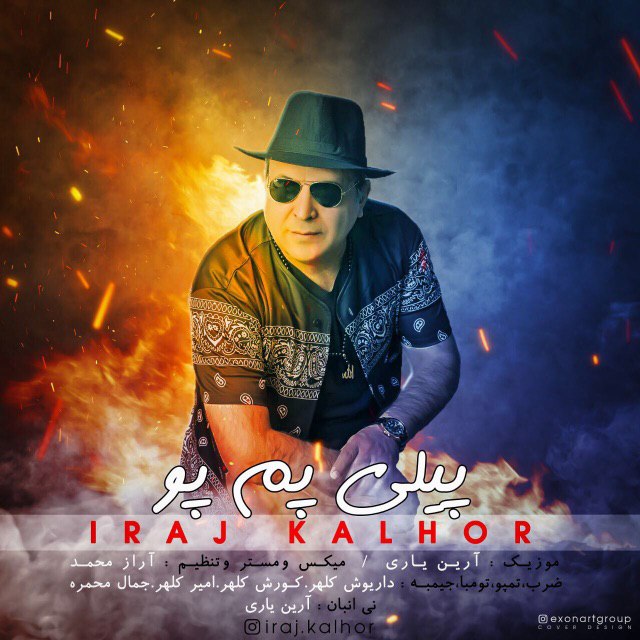 پیلی پم پو
IRAJ KALHOR
موزیک : آرین یاری / میکس ومستر وتنظیم : آراز محمد
ضرب،تمپو،تومبا،جیمبه : داریوش کلهر.کورش کلهر.امیر کلهر.جمال محمره
نی انبان : آرین یاری
iraj.kalhor
exonartgroup
COVER DESIGN